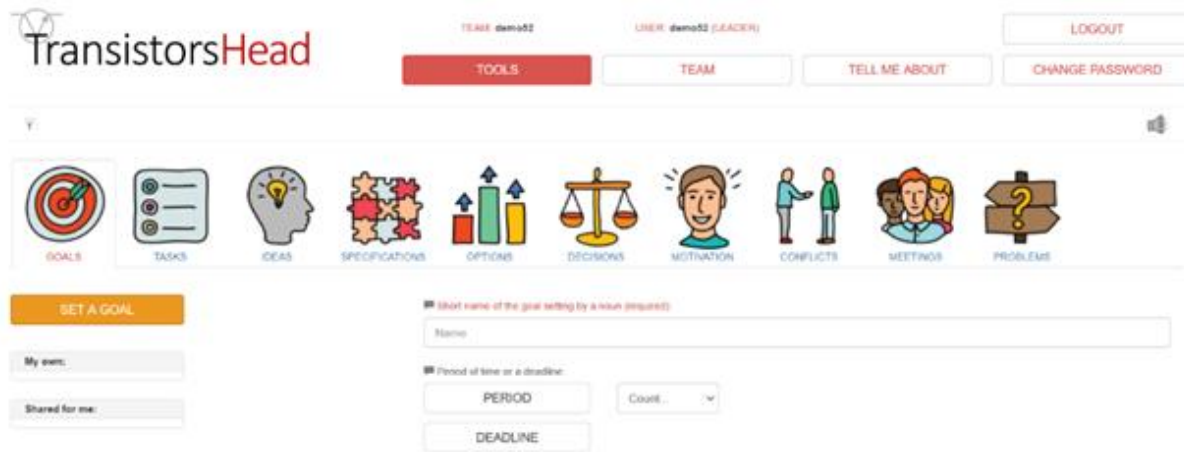 TransistorsHead
TEAM: demo52
USER: demo52 (LEADER)
LOGOUT
TOOLS
TEAM
TELL ME ABOUT
CHANGE PASSWORD
GOALS
TASKS
IDEAS
SPECIFICATIONS
OPTIONS
DECISIONS
MOTIVATION
CONFLICTS
MEETINGS
PROBLEMS
SET A GOAL
My own:
Shared for me:
Short name of the goal setting by a noun (required):
Name
Period of time or a deadline:
PERIOD
Count...
DEADLINE